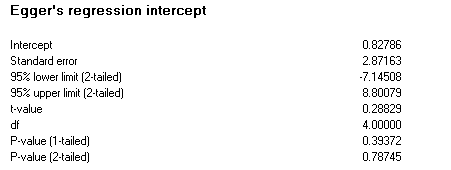 Egger's regression intercept
Intercept 0.82786
Standard error 2.87163
95% lower limit (2-tailed) -7.14508
95% upper limit (2-tailed) 8.80079
t-value 0.28829
df 4.00000
P-value (1-tailed) 0.39372
P-value (2-tailed) 0.78745